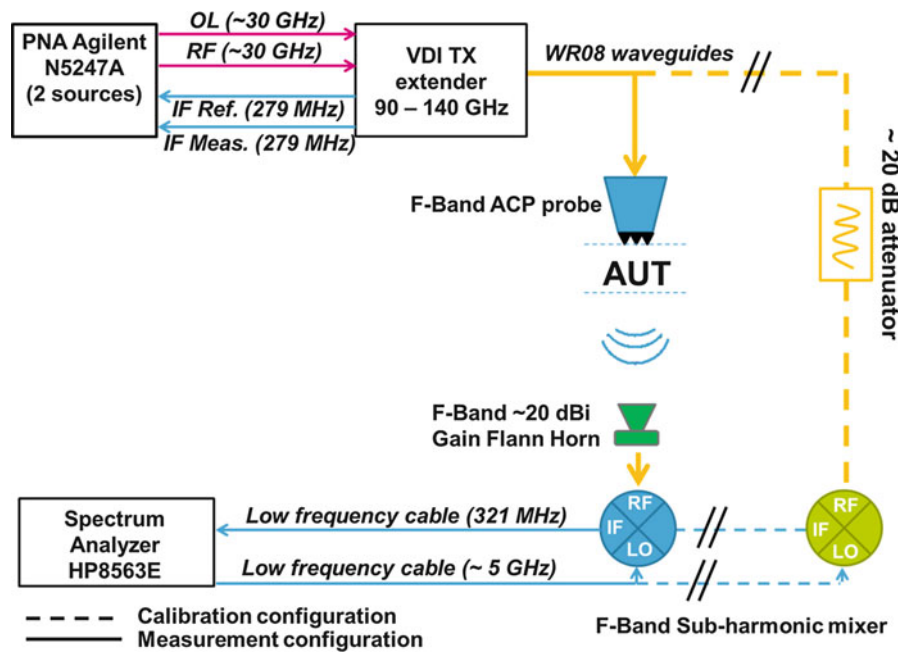 OL (~30 GHz)
PNA Agilent
N5247A
(2 sources)
RF (~30 GHz)
IF Ref. (279 MHz)
IF Meas. (279 MHz)
VDI TX
extender
90 – 140 GHz
WR08 waveguides
~ 20 dB attenuator
F-Band ACP probe
AUT
F-Band ~20 dBi
Gain Flann Horn
RF
IF
LO
RF
IF
LO
Spectrum
Analyzer
HP8563E
Low frequency cable (321 MHz)
Low frequency cable (~ 5 GHz)
Calibration configuration
Measurement configuration
F-Band Sub-harmonic mixer